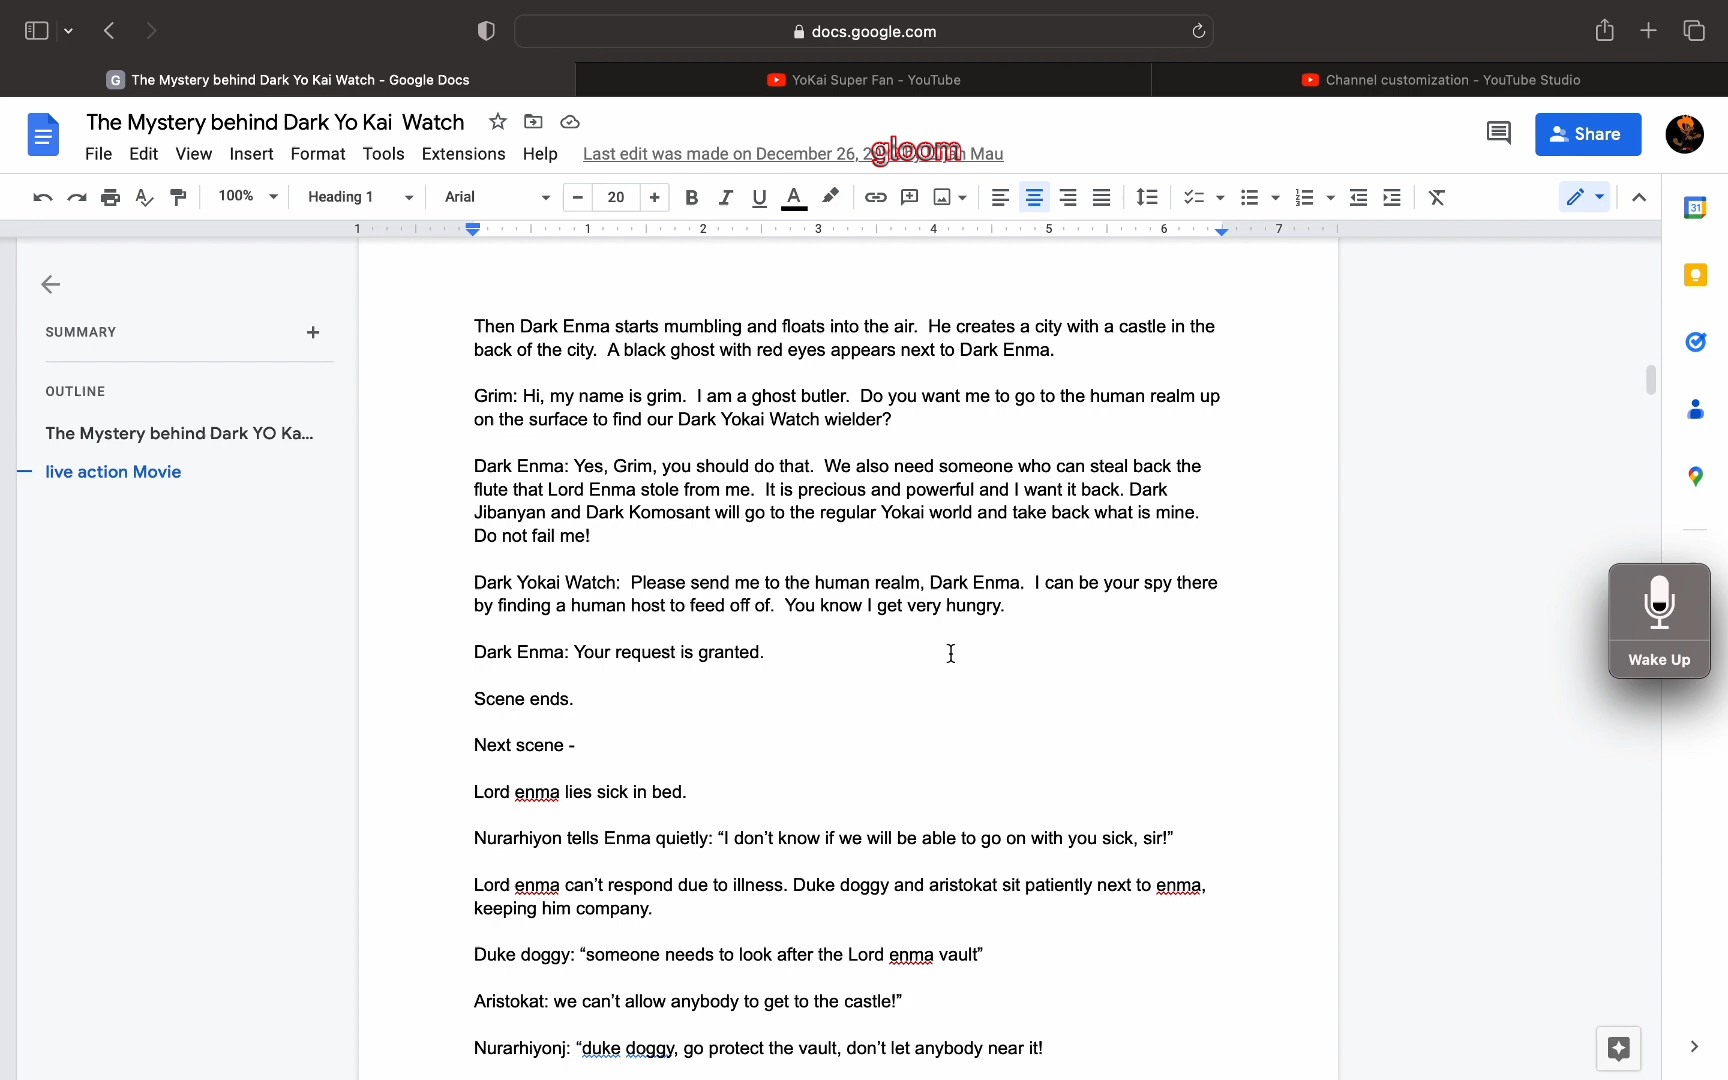 docs.google.com
The Mystery behind Dark Yo Kai Watch - Google Docs
YoKai Super Fan - YouTube
Channel customization - YouTube Studio
The Mystery behind Dark Yo Kai Watch
File Edit View Insert Format Tools Extensions Help Last edit was made on December 26, Mau
gloom
Share
100% Heading 1 Arial 20
1 1 2 3 4 5 6 7
31
SUMMARY
OUTLINE
The Mystery behind Dark YO Ka...
live action Movie
Then Dark Enma starts mumbling and floats into the air. He creates a city with a castle in the
back of the city. A black ghost with red eyes appears next to Dark Enma.
Grim: Hi, my name is grim. I am a ghost butler. Do you want me to go to the human realm up
on the surface to find our Dark Yokai Watch wielder?
Dark Enma: Yes, Grim, you should do that. We also need someone who can steal back the
flute that Lord Enma stole from me. It is precious and powerful and I want it back. Dark
Jibanyan and Dark Komosant will go to the regular Yokai world and take back what is mine.
Do not fail me!
Dark Yokai Watch: Please send me to the human realm, Dark Enma. I can be your spy there
by finding a human host to feed off of. You know I get very hungry.
Dark Enma: Your request is granted.
Scene ends.
Next scene -
Lord enma lies sick in bed.
Nurarhiyon tells Enma quietly: “I don’t know if we will be able to go on with you sick, sir!”
Lord enma can’t respond due to illness. Duke doggy and aristokat sit patiently next to enma,
keeping him company.
Duke doggy: “someone needs to look after the Lord enma vault”
Aristokat: we can’t allow anybody to get to the castle!”
Nurarhiyonj: “duke doggy, go protect the vault, don’t let anybody near it!
Wake Up